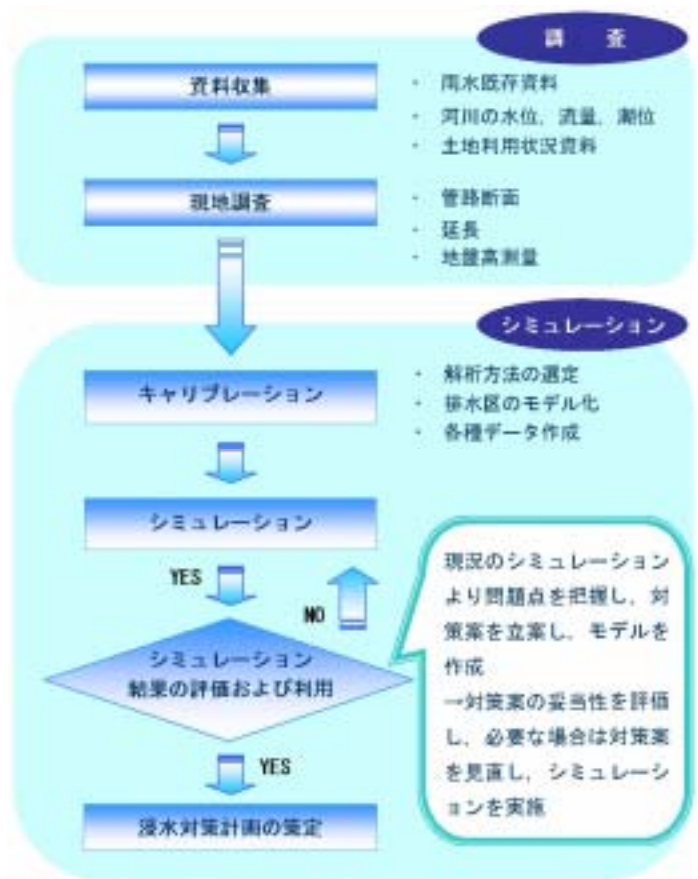 調 査
資料収集
・ 雨水既存資料
・ 河川の水位，流量，潮位
・ 土地利用状況資料
現地調査
・ 管路断面
・ 延長
・ 地盤高測量
シミュレーション
キャリブレーション
・ 解析方法の選定
・ 排水区のモデル化
・ 各種データ作成
シミュレーション
YES
NO
シミュレーション
結果の評価および利用
現況のシミュレーション
より問題点を把握し，対
策案を立案し，モデルを
作成
→対策案の妥当性を評価
し，必要な場合は対策案
を見直し，シミュレーシ
ョンを実施
YES
浸水対策計画の策定